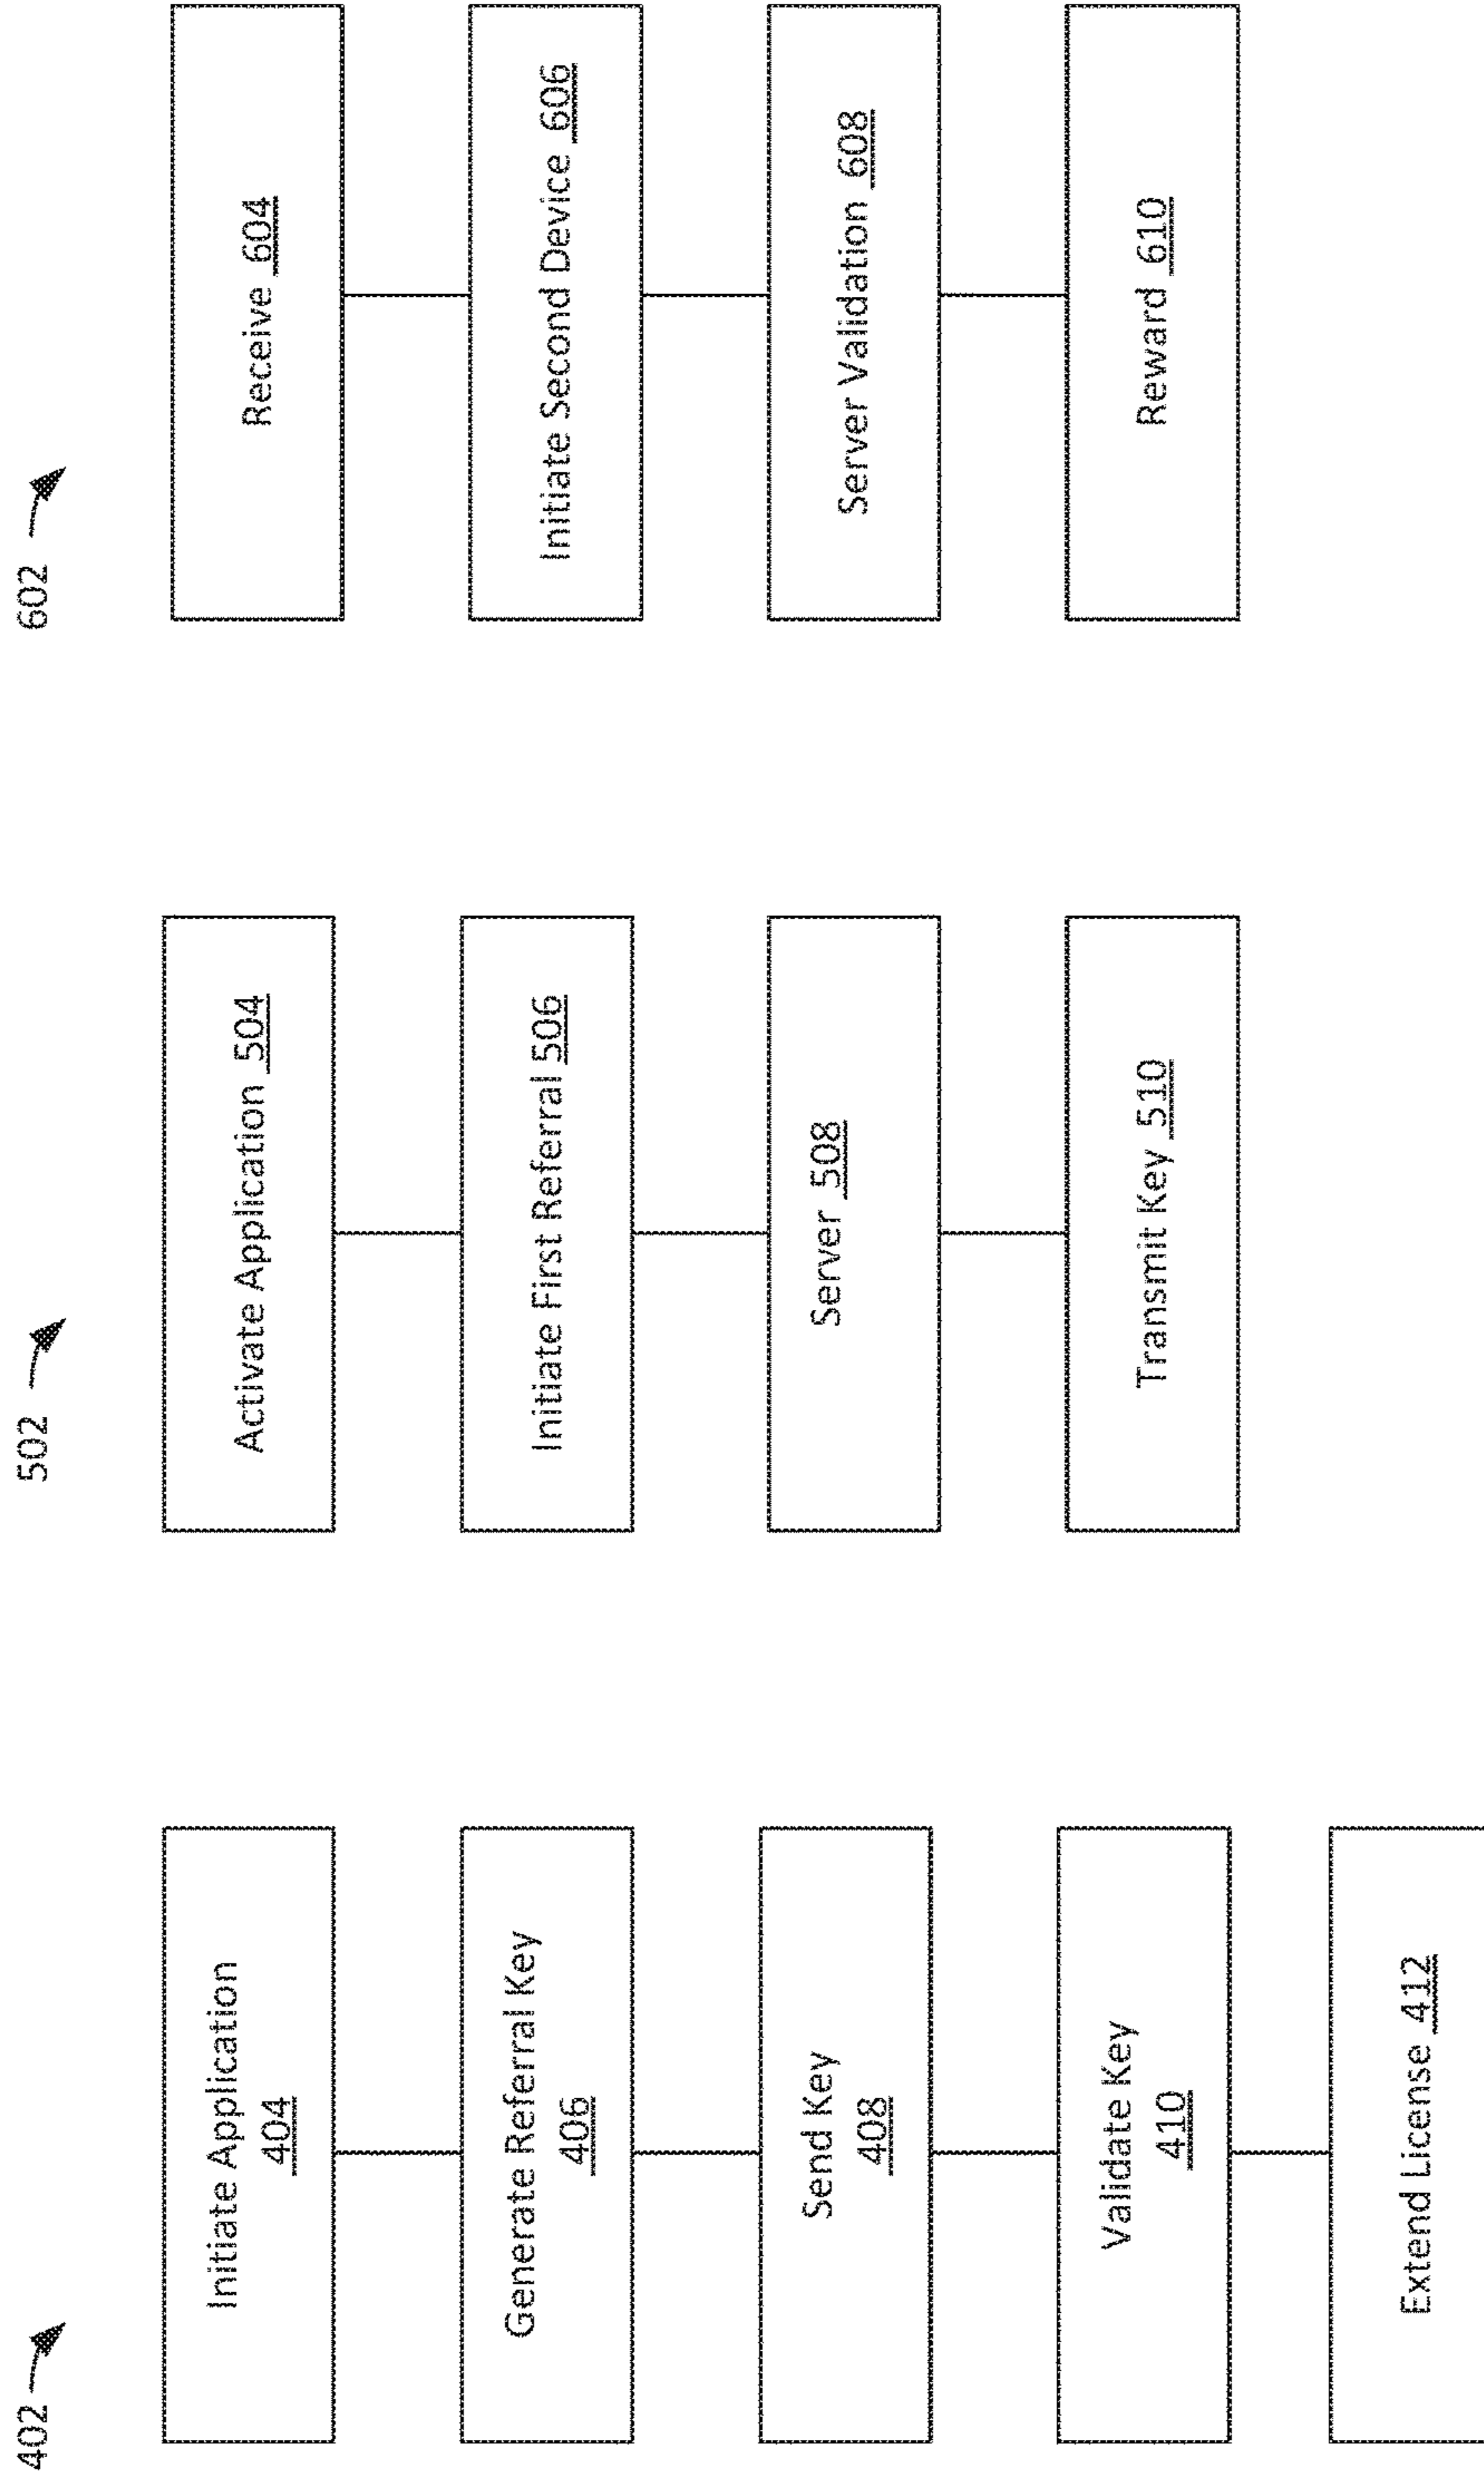 402
Initiate Application
404
Generate Referral Key
406
Send Key
408
Validate Key
410
Extend License 412
502
Activate Application 504
Initiate First Referral 506
Server 508
Transmit Key 510
602
Receive 604
Initiate Second Device 606
Server Validation 608
Reward 610